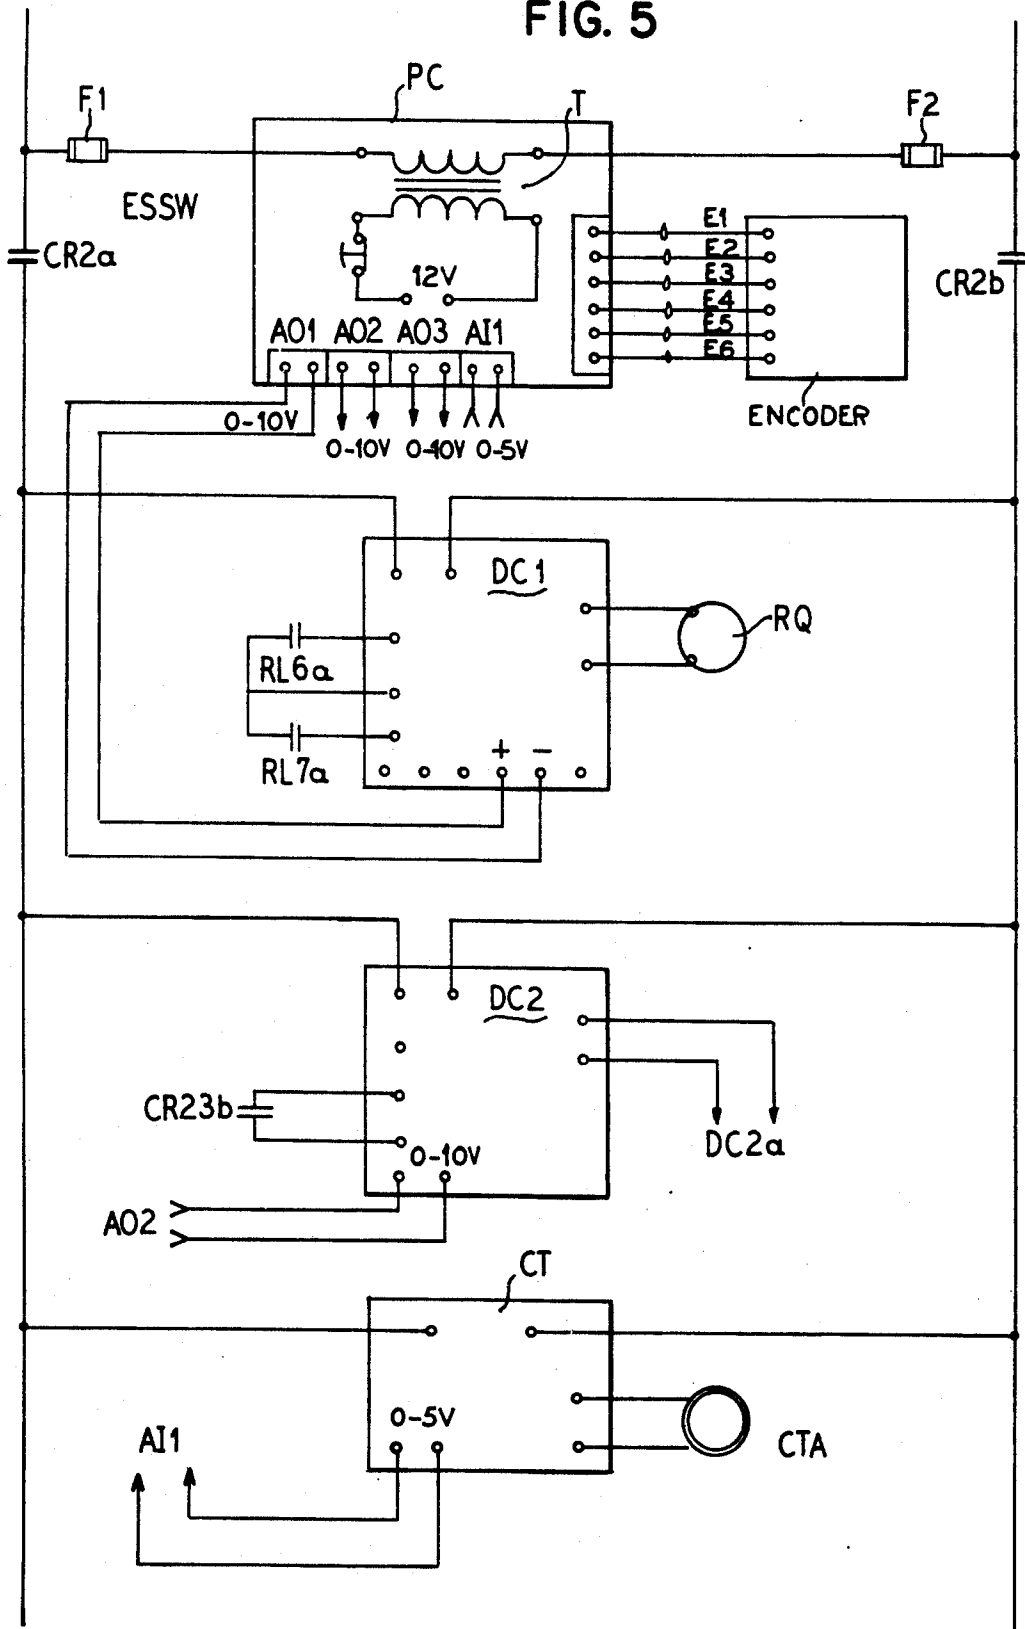 FIG. 5
PC
F1
T
F2
ESSW
E1
CR2a
E2
12V
E3
CR2b
E4
AO1 AO2 AO3 AI1
E5
E6
ENCODER
0-10V
0-10V 0-10V 0-5V
DC1
RQ
RL6a
+ −
RL7a
DC2
CR23b
DC2a
0-10V
AO2
CT
0-5V
AI1
CTA